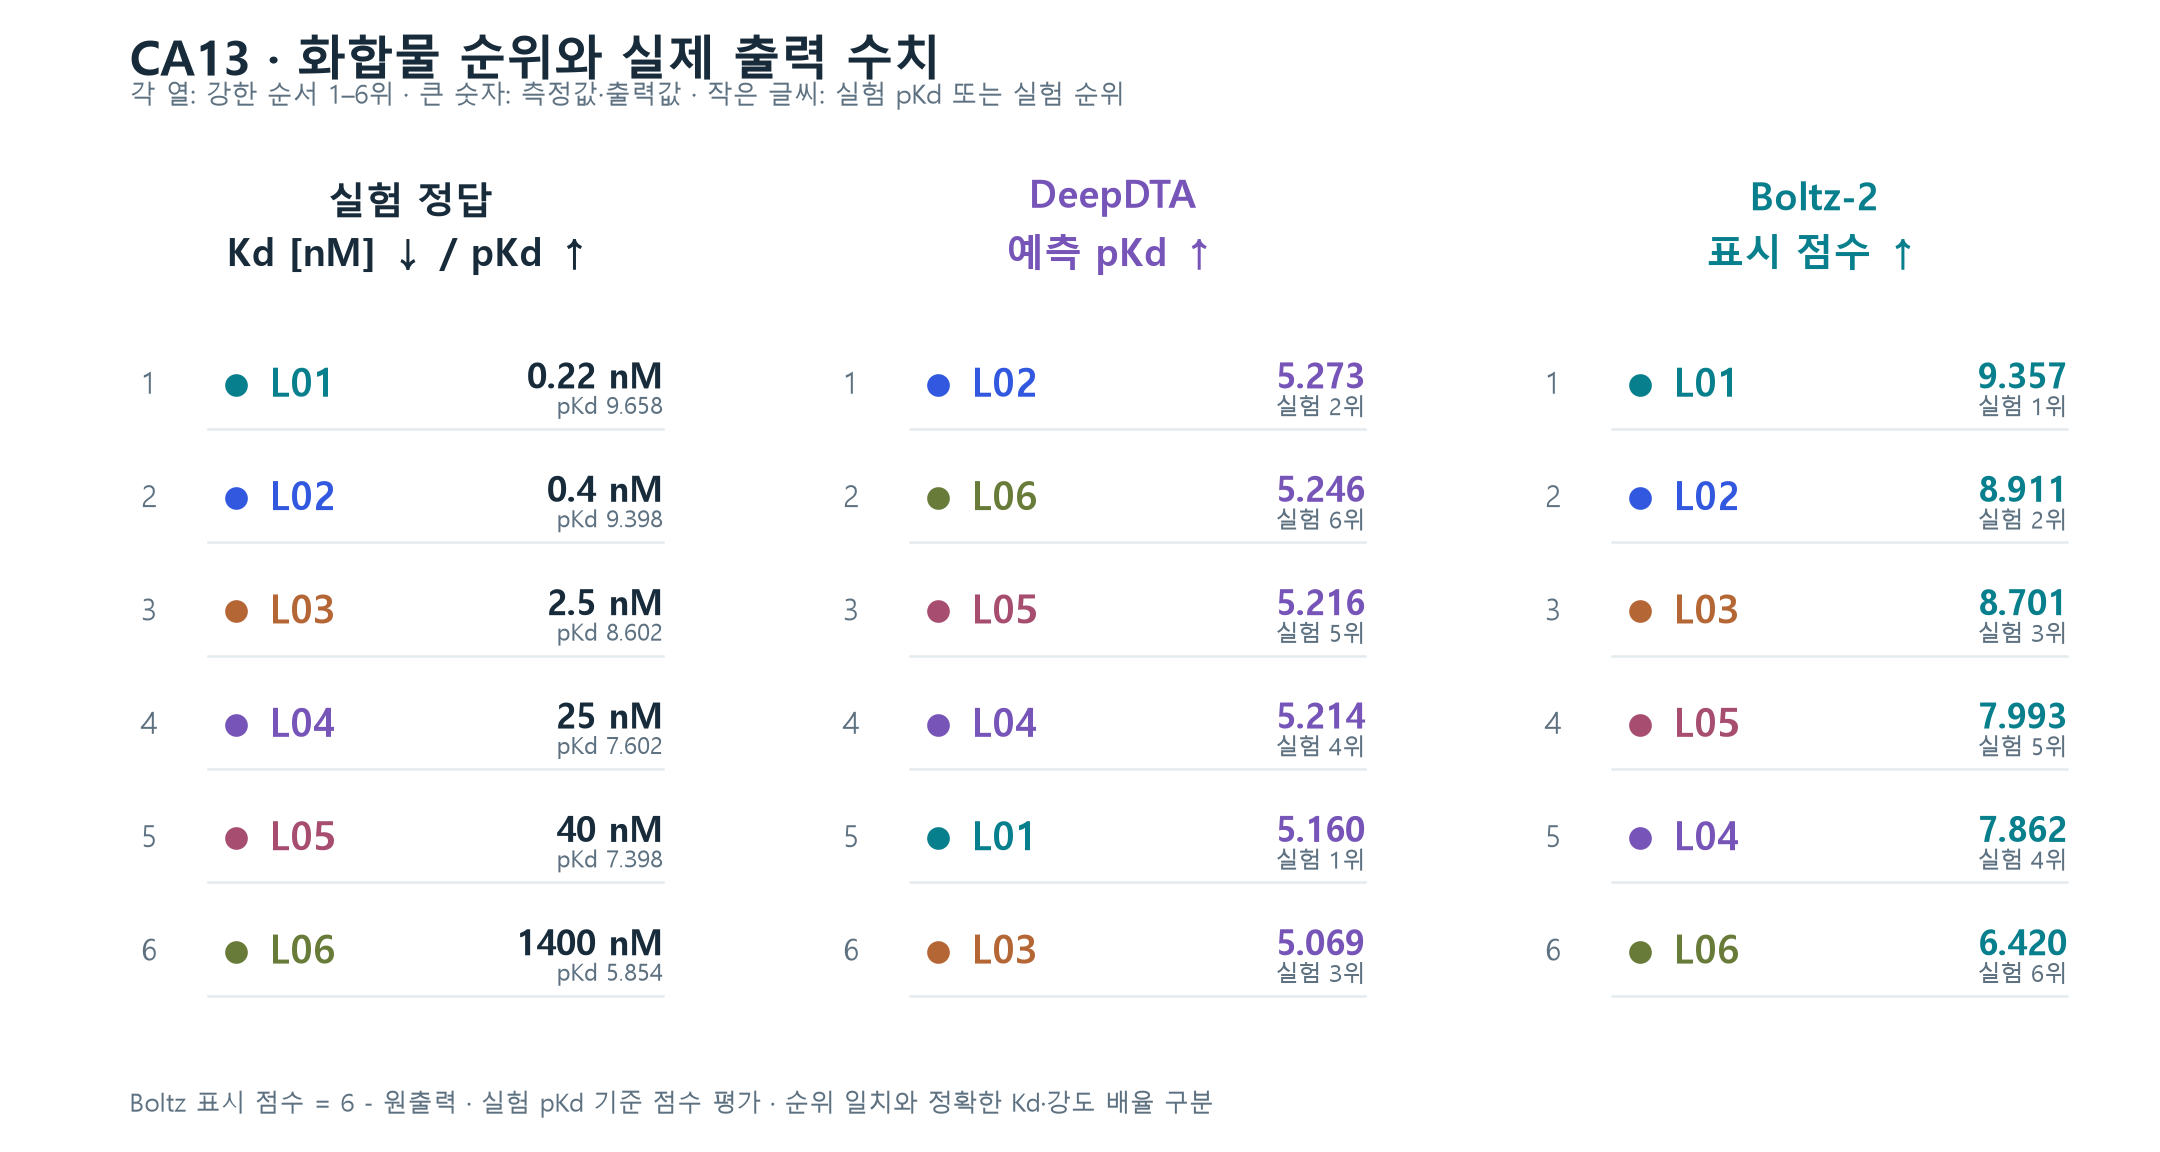 CA13 · 화합물 순위와 실제 출력 수치
각 열: 강한 순서 1–6위 · 큰 숫자: 측정값·출력값 · 작은 글씨: 실험 pKd 또는 실험 순위
실험 정답
Kd [nM] ↓ / pKd ↑
1 L01 0.22 nM
pKd 9.658
2 L02 0.4 nM
pKd 9.398
3 L03 2.5 nM
pKd 8.602
4 L04 25 nM
pKd 7.602
5 L05 40 nM
pKd 7.398
6 L06 1400 nM
pKd 5.854
DeepDTA
예측 pKd ↑
1 L02 5.273
실험 2위
2 L06 5.246
실험 6위
3 L05 5.216
실험 5위
4 L04 5.214
실험 4위
5 L01 5.160
실험 1위
6 L03 5.069
실험 3위
Boltz-2
표시 점수 ↑
1 L01 9.357
실험 1위
2 L02 8.911
실험 2위
3 L03 8.701
실험 3위
4 L05 7.993
실험 5위
5 L04 7.862
실험 4위
6 L06 6.420
실험 6위
Boltz 표시 점수 = 6 - 원출력 · 실험 pKd 기준 점수 평가 · 순위 일치와 정확한 Kd·강도 배율 구분